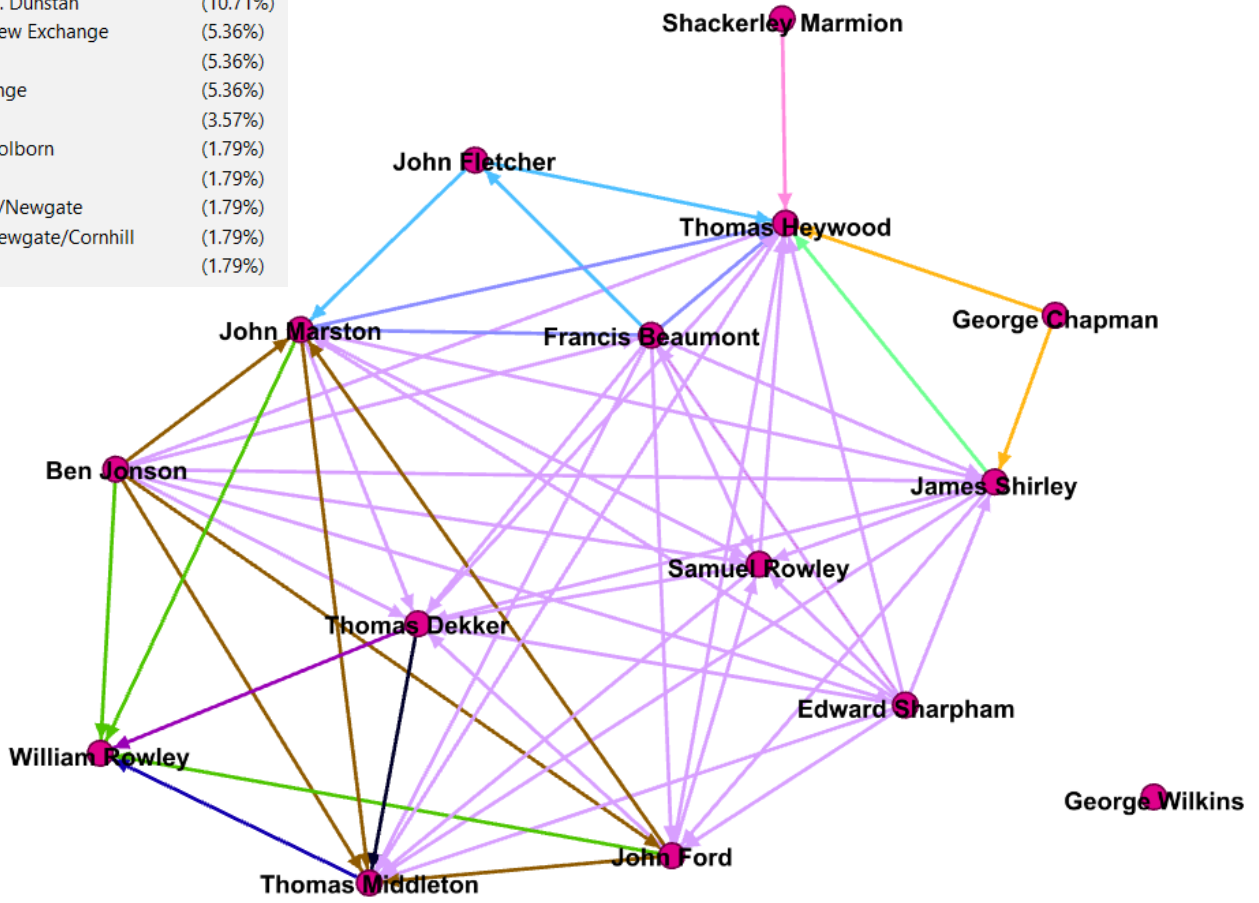 . Dunstan (10.71%)
ew Exchange (5.36%)
(5.36%)
nge (5.36%)
(3.57%)
olborn (1.79%)
(1.79%)
/Newgate (1.79%)
ewgate/Cornhill (1.79%)
(1.79%)
Shackerley Marmion
John Fletcher
Thomas Heywood
George Chapman
John Marston
Francis Beaumont
Ben Jonson
James Shirley
Samuel Rowley
Thomas Dekker
Edward Sharpham
William Rowley
George Wilkins
John Ford
Thomas Middleton